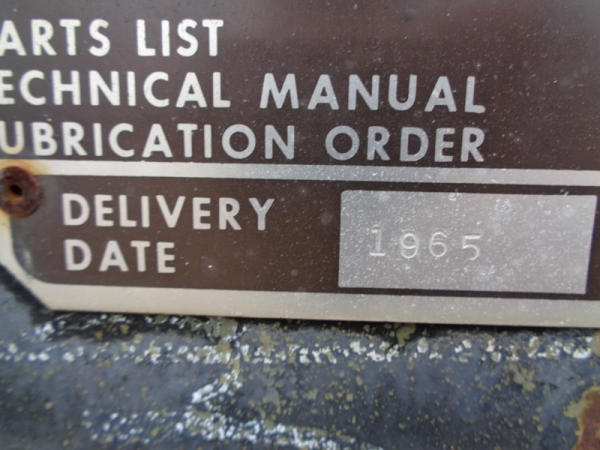 ARTS LIST
ECHNICAL MANUAL
UBRICATION ORDER
DELIVERY
DATE
1965